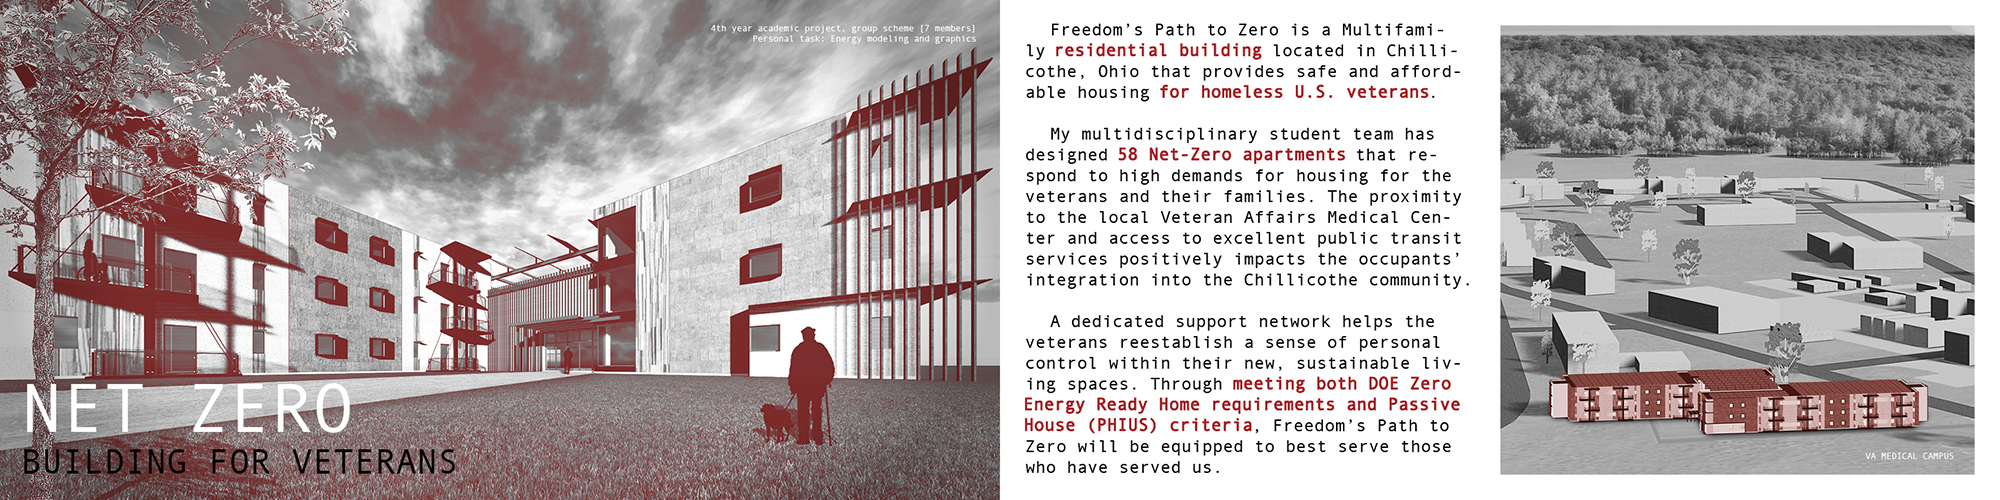 4th year academic project, group scheme [7 members]
Personal task: Energy modeling and graphics
NET ZERO
BUILDING FOR VETERANS
Freedom's Path to Zero is a Multifami-
ly residential building located in Chilli-
cothe, Ohio that provides safe and afford-
able housing for homeless U.S. veterans.
My multidisciplinary student team has
designed 58 Net-Zero apartments that re-
spond to high demands for housing for the
veterans and their families. The proximity
to the local Veteran Affairs Medical Cen-
ter and access to excellent public transit
services positively impacts the occupants'
integration into the Chillicothe community.
A dedicated support network helps the
veterans reestablish a sense of personal
control within their new, sustainable liv-
ing spaces. Through meeting both DOE Zero
Energy Ready Home requirements and Passive
House (PHIUS) criteria, Freedom's Path to
Zero will be equipped to best serve those
who have served us.
VA MEDICAL CAMPUS